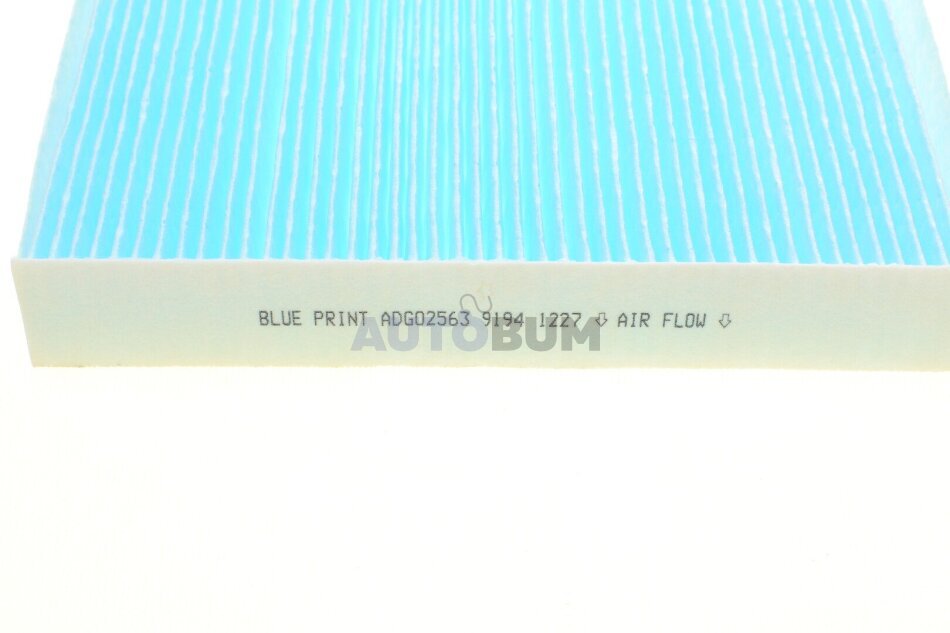 BLUE PRINT ADG02563 9194 1227 ⇩ AIR FLOW ⇩
AUTOBUM